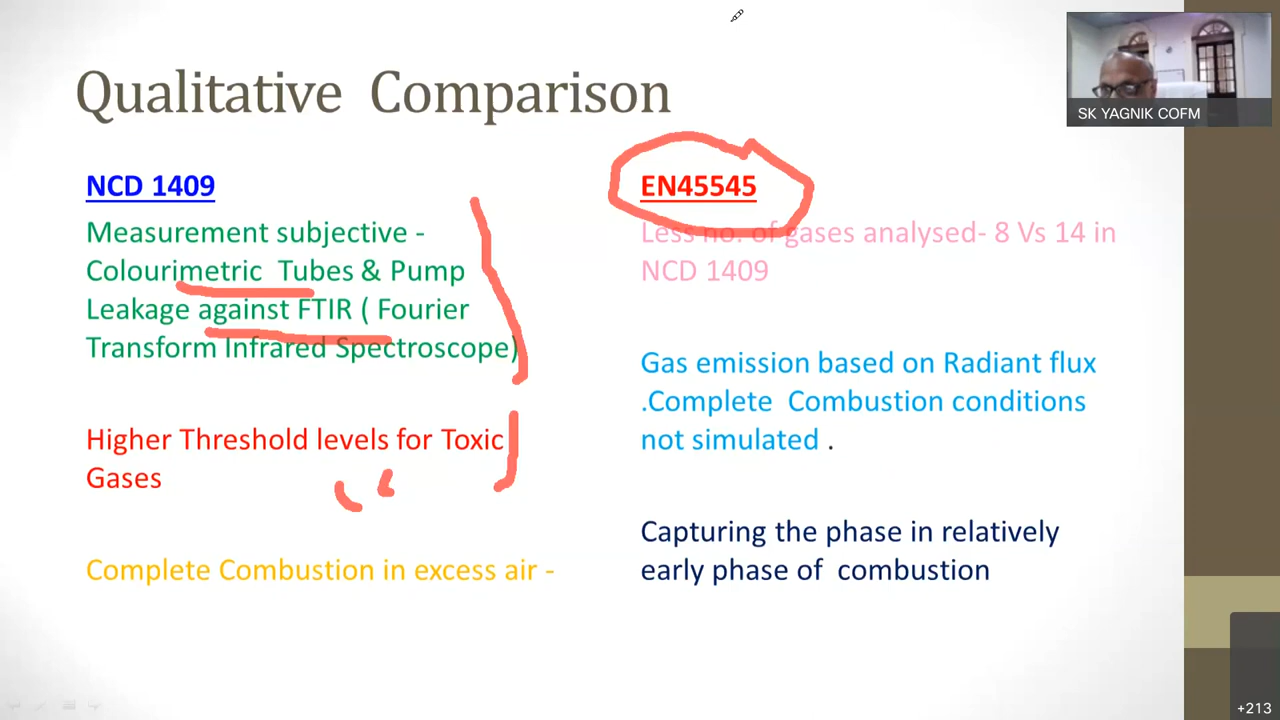 Qualitative Comparison
SK YAGNIK COFM
NCD 1409
Measurement subjective -
Colourimetric Tubes & Pump
Leakage against FTIR ( Fourier
Transform Infrared Spectroscope)
Higher Threshold levels for Toxic
Gases
Complete Combustion in excess air -
EN45545
Less no. of gases analysed- 8 Vs 14 in
NCD 1409
Gas emission based on Radiant flux
.Complete Combustion conditions
not simulated .
Capturing the phase in relatively
early phase of combustion
+213